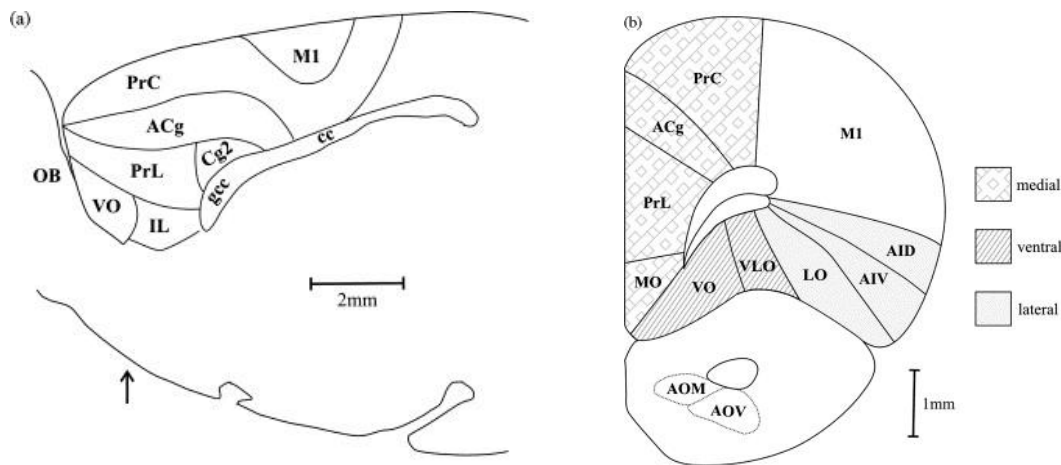 (a)
M1
PrC
ACg
Cg2
cc
PrL
gcc
OB
VO
IL
2mm
(b)
PrC
ACg
M1
PrL
MO
VO
VLO
LO
AID
AIV
AOM
AOV
medial
ventral
lateral
1mm